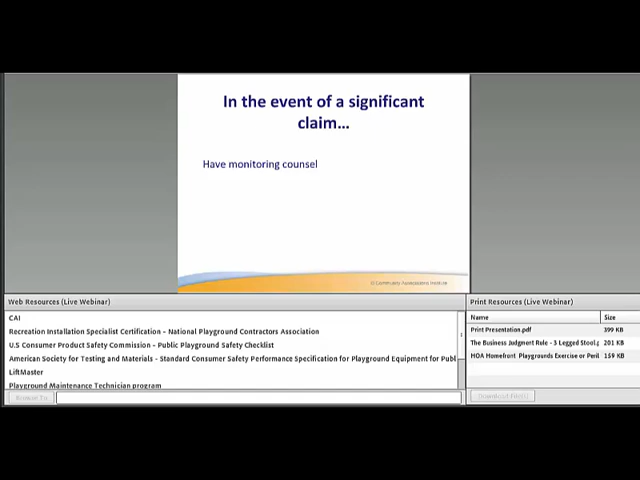 In the event of a significant
claim...
Have monitoring counsel
© Community Associations Institute
Web Resources (Live Webinar)
CAI
Recreation Installation Specialist Certification - National Playground Contractors Association
U.S Consumer Product Safety Commission - Public Playground Safety Checklist
American Society for Testing and Materials - Standard Consumer Safety Performance Specification for Playground Equipment for Publ
LiftMaster
Playground Maintenance Technician program
Browse To
Print Resources (Live Webinar)
Name Size
Print Presentation.pdf 399 KB
The Business Judgment Rule - 3 Legged Stool.p 201 KB
HOA Homefront Playgrounds Exercise or Peril 159 KB
Download File(s)